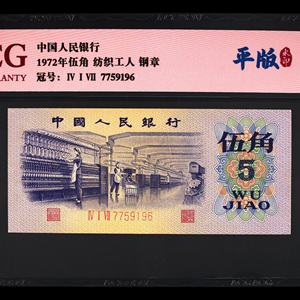 CG
RANTY
中国人民银行
1972年伍角 纺织工人 钢章
冠号: Ⅳ Ⅰ Ⅶ 7759196
平版
中国人民银行
伍角
5
WU
JIAO
Ⅳ Ⅰ Ⅶ 7759196